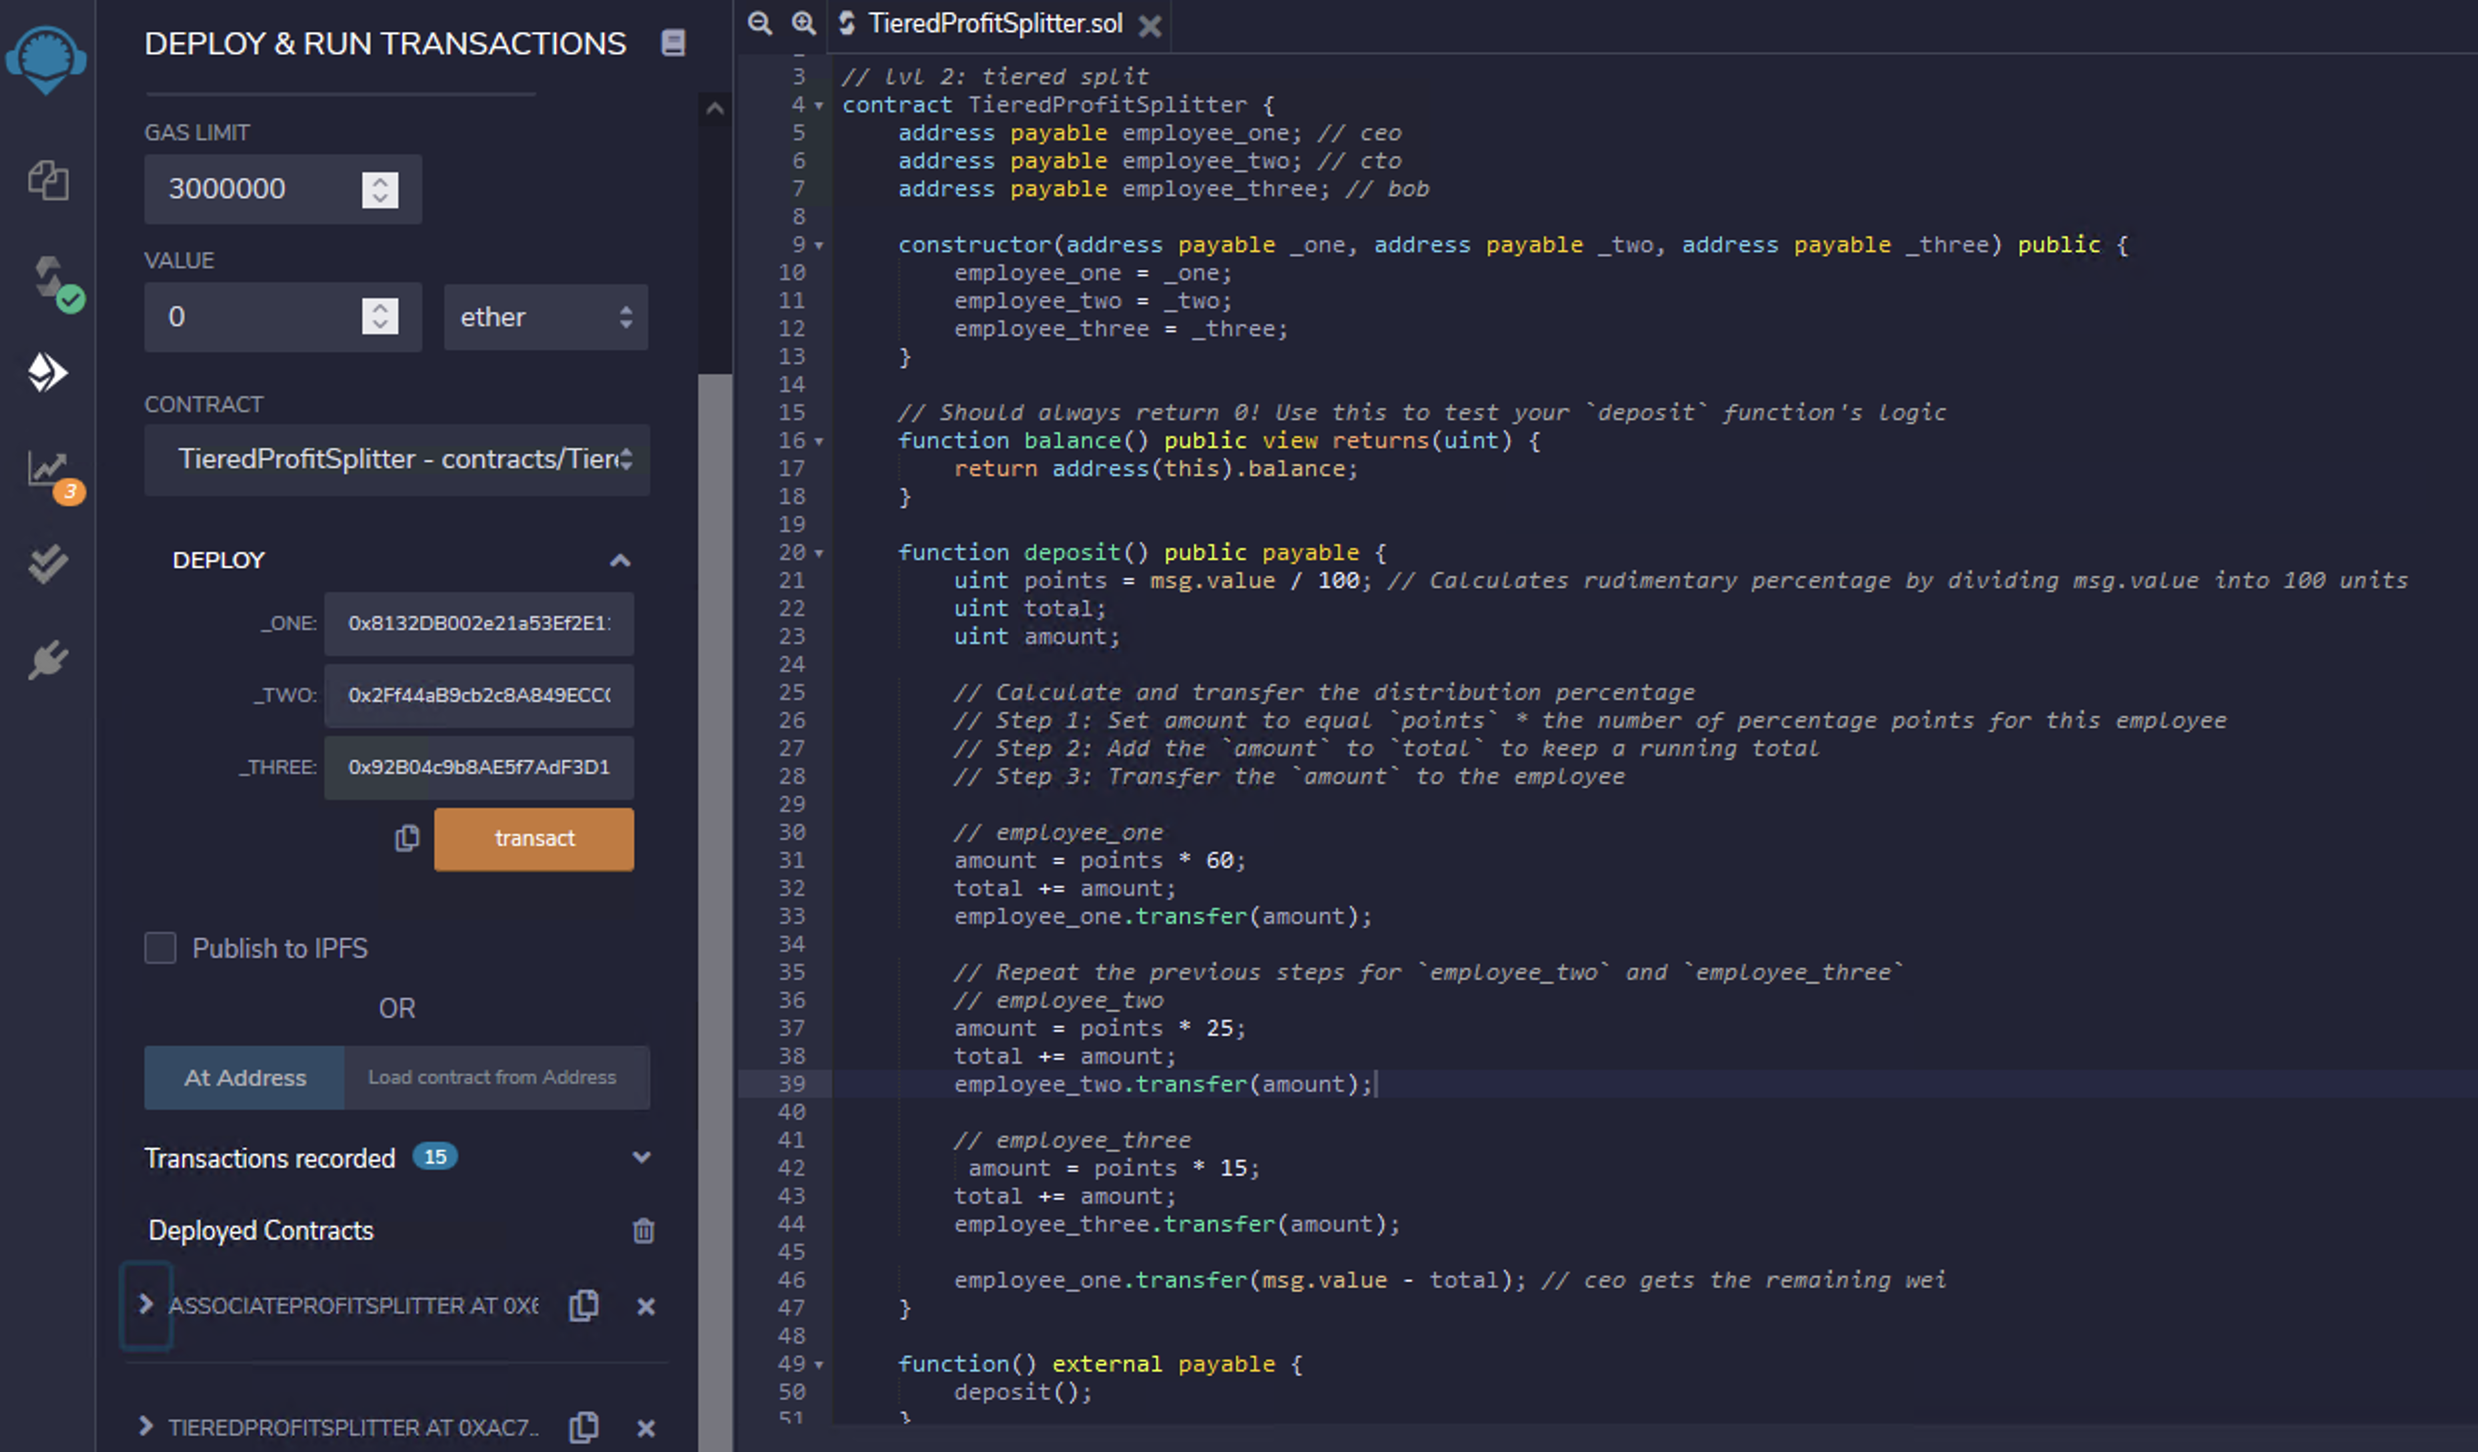 DEPLOY & RUN TRANSACTIONS
GAS LIMIT
3000000
VALUE
0
ether
CONTRACT
TieredProfitSplitter - contracts/Tiere
DEPLOY
_ONE:
0x8132DB002e21a53Ef2E1
_TWO:
0x2Ff44aB9cb2c8A849ECC
_THREE:
0x92B04c9b8AE5f7AdF3D1
transact
Publish to IPFS
OR
At Address
Load contract from Address
Transactions recorded 15
Deployed Contracts
ASSOCIATEPROFITSPLITTER AT 0X6
TIEREDPROFITSPLITTER AT 0XAC7...
3
TieredProfitSplitter.sol
3 // lvl 2: tiered split
4 contract TieredProfitSplitter {
5 address payable employee_one; // ceo
6 address payable employee_two; // cto
7 address payable employee_three; // bob
8
9 constructor(address payable _one, address payable _two, address payable _three) public {
10 employee_one = _one;
11 employee_two = _two;
12 employee_three = _three;
13 }
14
15 // Should always return 0! Use this to test your `deposit` function's logic
16 function balance() public view returns(uint) {
17 return address(this).balance;
18 }
19
20 function deposit() public payable {
21 uint points = msg.value / 100; // Calculates rudimentary percentage by dividing msg.value into 100 units
22 uint total;
23 uint amount;
24
25 // Calculate and transfer the distribution percentage
26 // Step 1: Set amount to equal `points` * the number of percentage points for this employee
27 // Step 2: Add the `amount` to `total` to keep a running total
28 // Step 3: Transfer the `amount` to the employee
29
30 // employee_one
31 amount = points * 60;
32 total += amount;
33 employee_one.transfer(amount);
34
35 // Repeat the previous steps for `employee_two` and `employee_three`
36 // employee_two
37 amount = points * 25;
38 total += amount;
39 employee_two.transfer(amount);
40
41 // employee_three
42 amount = points * 15;
43 total += amount;
44 employee_three.transfer(amount);
45
46 employee_one.transfer(msg.value - total); // ceo gets the remaining wei
47 }
48
49 function() external payable {
50 deposit();
51 }